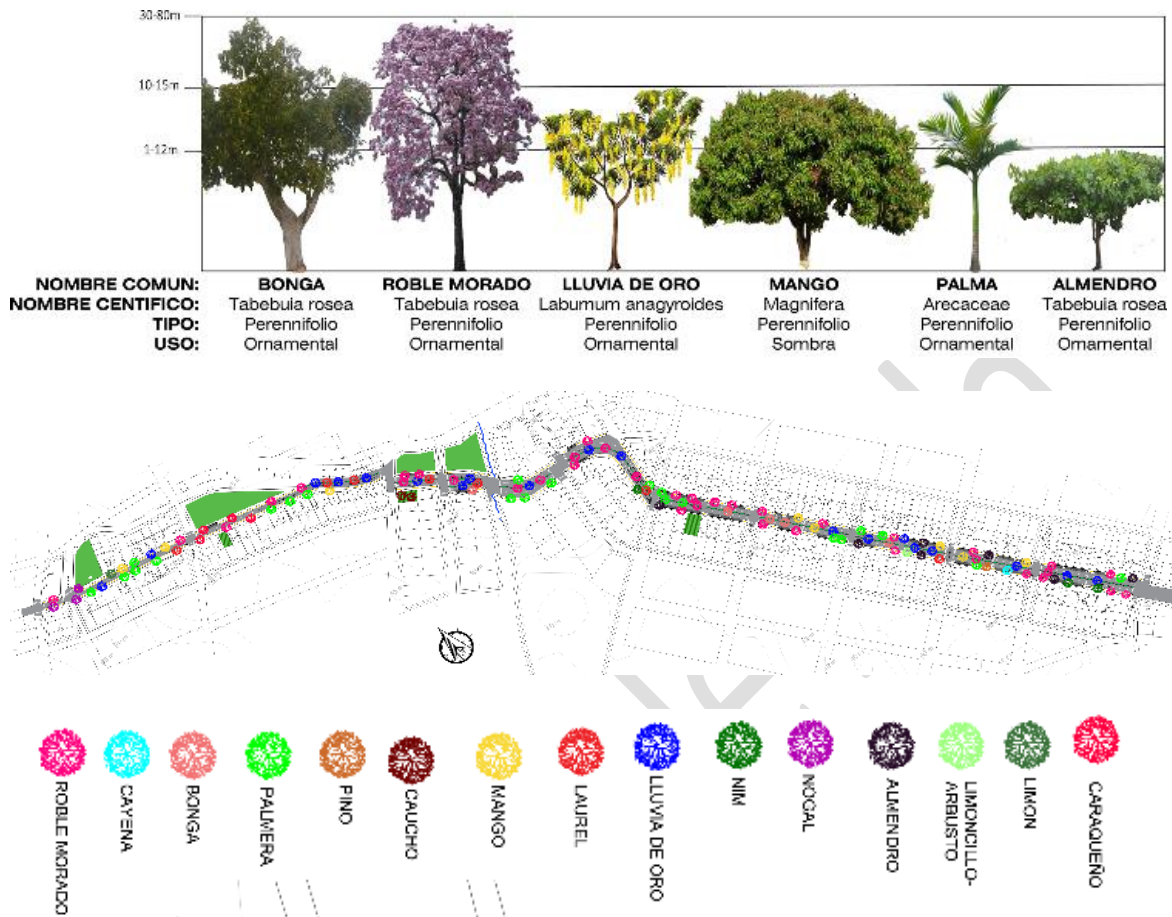 30-80m
10-15m
1-12m
NOMBRE COMUN: BONGA ROBLE MORADO LLUVIA DE ORO MANGO PALMA ALMENDRO
NOMBRE CENTIFICO: Tabebuia rosea Tabebuia rosea Laburnum anagyroides Magnifera Arecaceae Tabebuia rosea
TIPO: Perennifolio Perennifolio Perennifolio Perennifolio Perennifolio Perennifolio
USO: Ornamental Ornamental Ornamental Sombra Ornamental Ornamental
ROBLE MORADO
CAYENA
BONGA
PALMERA
PINO
CAUCHO
MANGO
LAUREL
LLUVIA DE ORO
NIM
NOGAL
ALMENDRO
LIMONCILLO-
ARBUSTO
LIMON
CARAQUEÑO